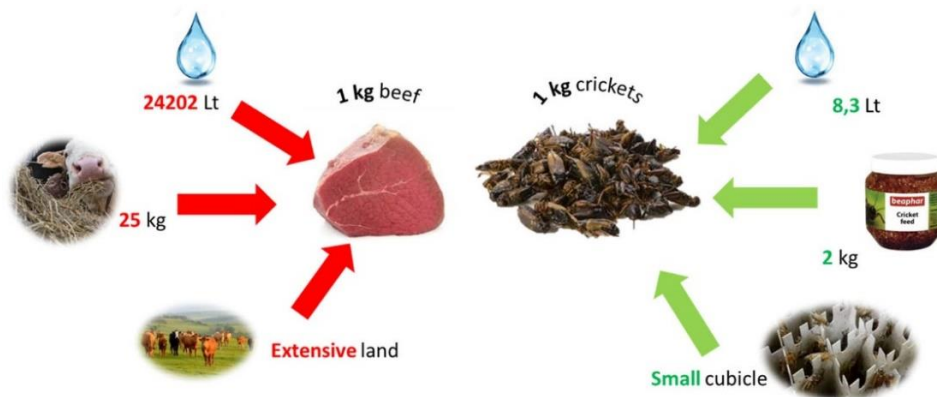 24202 Lt
1 kg beef
1 kg crickets
8,3 Lt
25 kg
beaphar
Cricket
feed
2 kg
Extensive land
Small cubicle